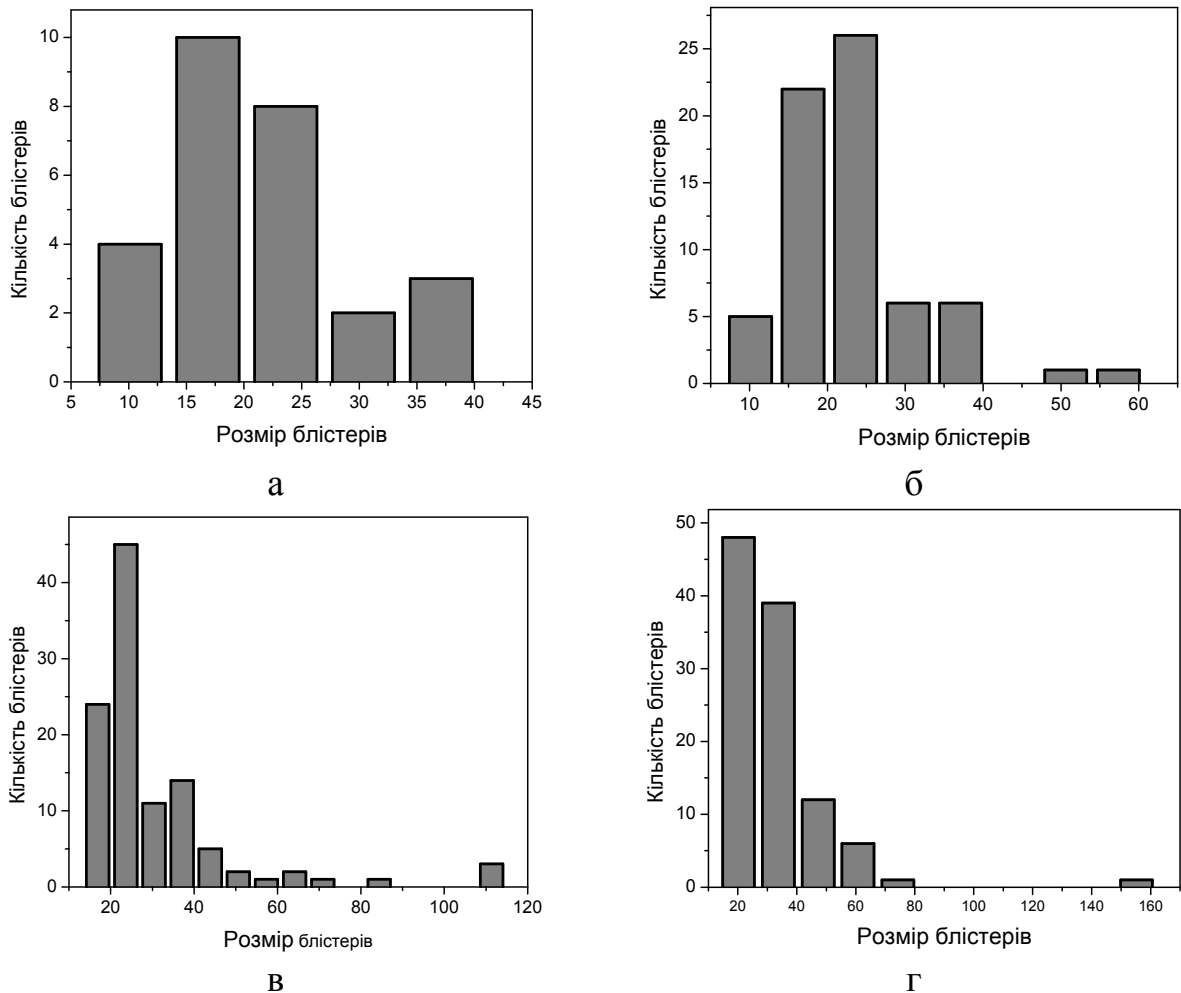 10
8
6
4
2
0
5 10 15 20 25 30 35 40 45
Кількість блістерів
Розмір блістерів
а
25
20
15
10
5
0
10 20 30 40 50 60
Кількість блістерів
Розмір блістерів
б
40
30
20
10
0
20 40 60 80 100 120
Кількість блістерів
Розмір блістерів
в
50
40
30
20
10
0
20 40 60 80 100 120 140 160
Кількість блістерів
Розмір блістерів
г